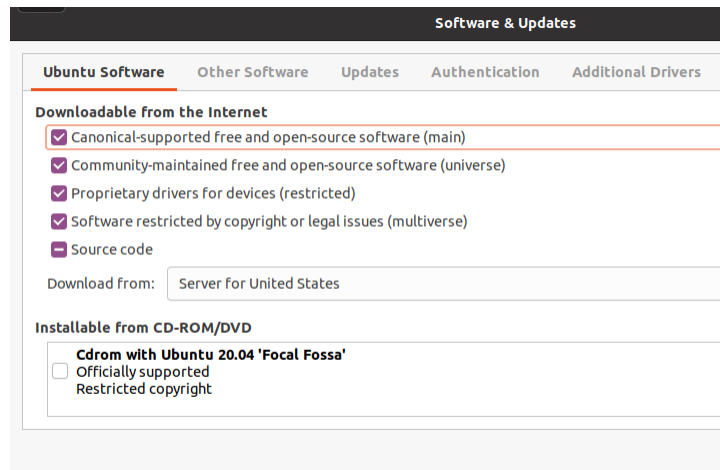 Software & Updates
Ubuntu Software Other Software Updates Authentication Additional Drivers
Downloadable from the Internet
Canonical-supported free and open-source software (main)
Community-maintained free and open-source software (universe)
Proprietary drivers for devices (restricted)
Software restricted by copyright or legal issues (multiverse)
Source code
Download from: Server for United States
Installable from CD-ROM/DVD
Cdrom with Ubuntu 20.04 'Focal Fossa'
Officially supported
Restricted copyright